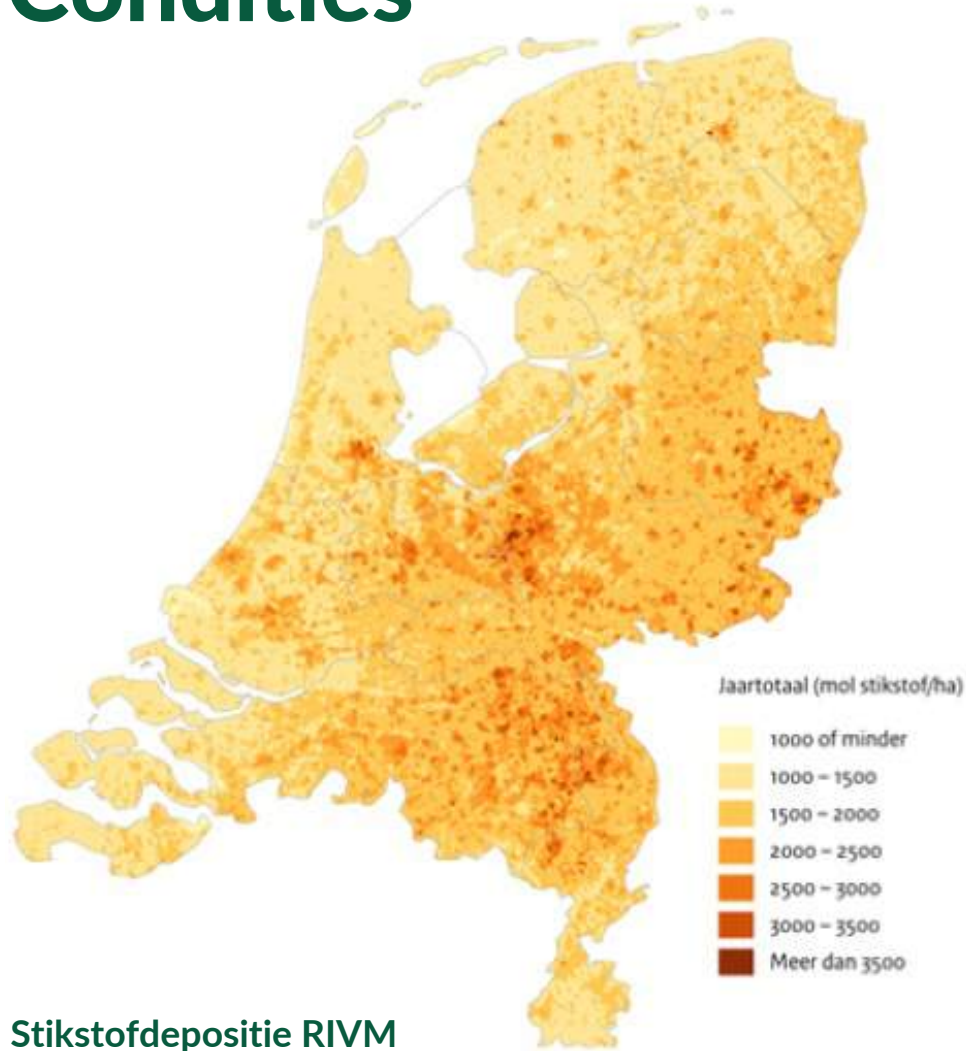 Condities
Jaartotaal (mol stikstof/ha)
1000 of minder
1000 – 1500
1500 – 2000
2000 – 2500
2500 – 3000
3000 – 3500
Meer dan 3500
Stikstofdepositie RIVM